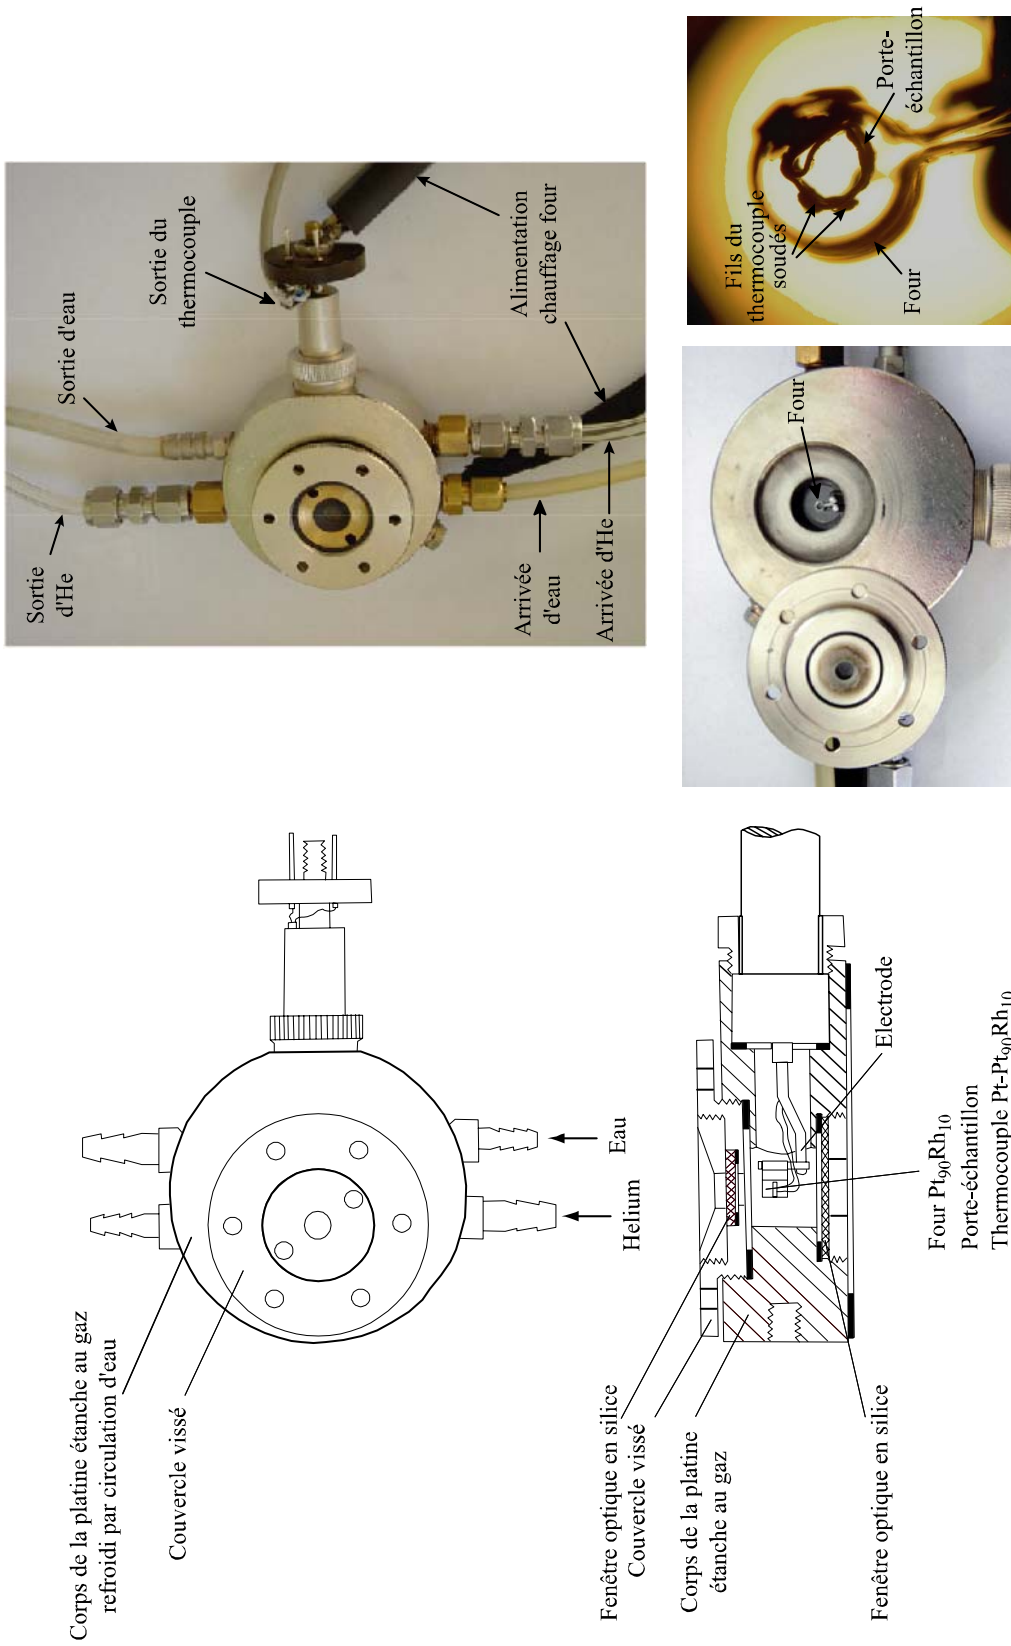 Corps de la platine étanche au gaz
refroidi par circulation d'eau
Couvercle vissé
Helium
Eau
Sortie
d'He
Sortie d'eau
Sortie du
thermocouple
Alimentation
chauffage four
Arrivée
d'eau
Arrivée d'He
Fenêtre optique en silice
Couvercle vissé
Corps de la platine
étanche au gaz
Fenêtre optique en silice
Electrode
Four Pt90Rh10
Porte-échantillon
Thermocouple Pt-Pt90Rh10
Four
Fils du
thermocouple
soudés
Four
Porte-
échantillon